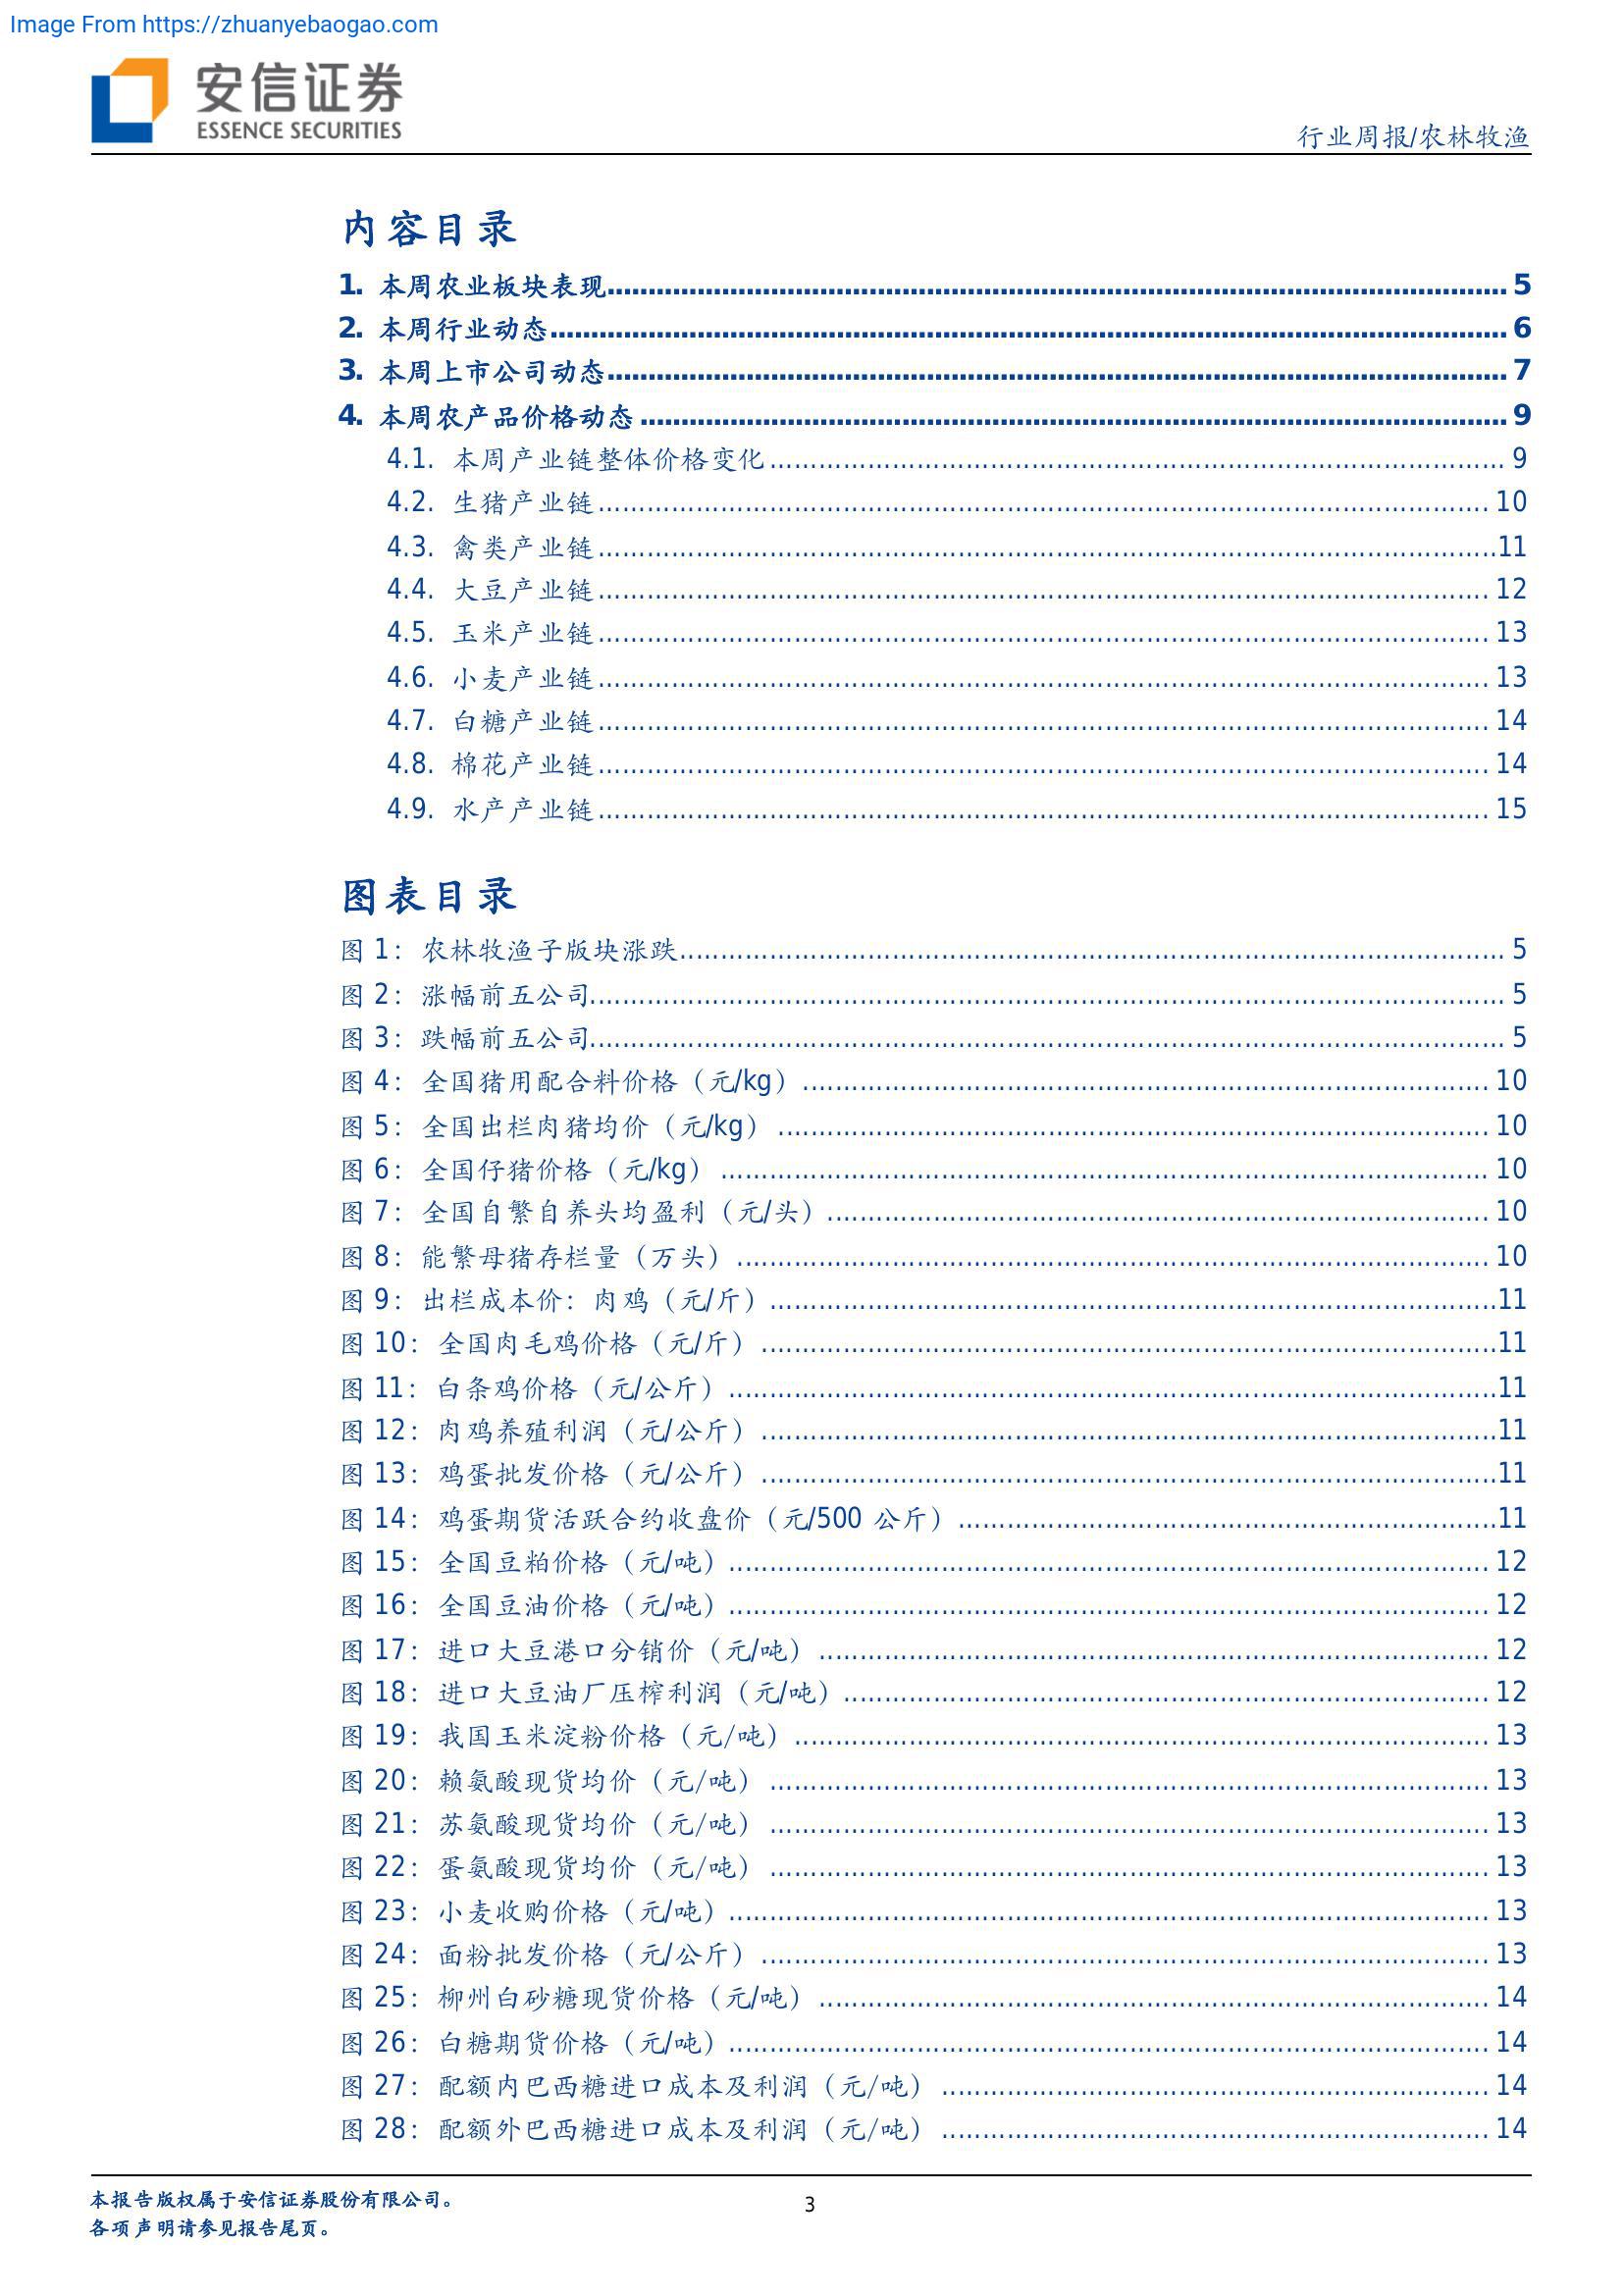 Image From https://zhuanyebaogao.com
安信证券
ESSENCE SECURITIES
行业周报/农林牧渔
内容目录
1. 本周农业板块表现 5
2. 本周行业动态 6
3. 本周上市公司动态 7
4. 本周农产品价格动态 9
4.1. 本周产业链整体价格变化 9
4.2. 生猪产业链 10
4.3. 禽类产业链 11
4.4. 大豆产业链 12
4.5. 玉米产业链 13
4.6. 小麦产业链 13
4.7. 白糖产业链 14
4.8. 棉花产业链 14
4.9. 水产产业链 15
图表目录
图 1：农林牧渔子版块涨跌 5
图 2：涨幅前五公司 5
图 3：跌幅前五公司 5
图 4：全国猪用配合料价格（元/kg） 10
图 5：全国出栏肉猪均价（元/kg） 10
图 6：全国仔猪价格（元/kg） 10
图 7：全国自繁自养头均盈利（元/头） 10
图 8：能繁母猪存栏量（万头） 10
图 9：出栏成本价：肉鸡（元/斤） 11
图 10：全国肉毛鸡价格（元/斤） 11
图 11：白条鸡价格（元/公斤） 11
图 12：肉鸡养殖利润（元/公斤） 11
图 13：鸡蛋批发价格（元/公斤） 11
图 14：鸡蛋期货活跃合约收盘价（元/500 公斤） 11
图 15：全国豆粕价格（元/吨） 12
图 16：全国豆油价格（元/吨） 12
图 17：进口大豆港口分销价（元/吨） 12
图 18：进口大豆油厂压榨利润（元/吨） 12
图 19：我国玉米淀粉价格（元/吨） 13
图 20：赖氨酸现货均价（元/吨） 13
图 21：苏氨酸现货均价（元/吨） 13
图 22：蛋氨酸现货均价（元/吨） 13
图 23：小麦收购价格（元/吨） 13
图 24：面粉批发价格（元/公斤） 13
图 25：柳州白砂糖现货价格（元/吨） 14
图 26：白糖期货价格（元/吨） 14
图 27：配额内巴西糖进口成本及利润（元/吨） 14
图 28：配额外巴西糖进口成本及利润（元/吨） 14
本报告版权属于安信证券股份有限公司。
各项声明请参见报告尾页。
3